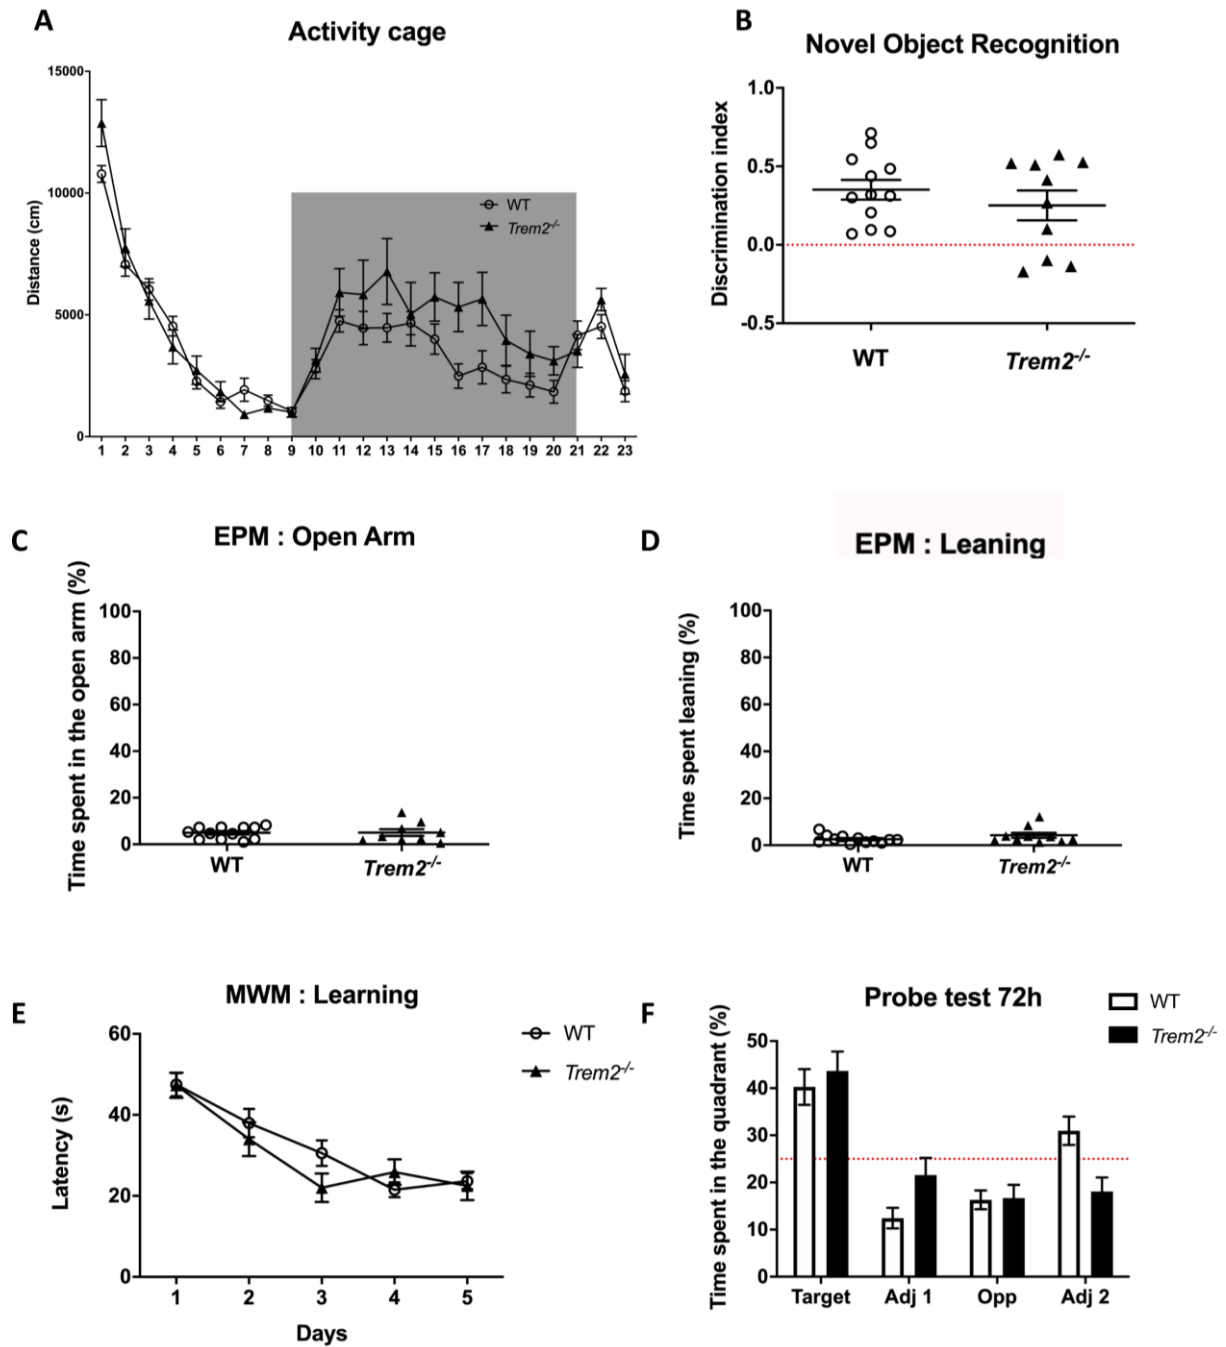 A
Activity cage
Distance (cm)
15000
10000
5000
0
WT
Trem2-/-
1 2 3 4 5 6 7 8 9 10 11 12 13 14 15 16 17 18 19 20 21 22 23
B
Novel Object Recognition
Discrimination index
1.0
0.5
0.0
-0.5
WT
Trem2-/-
C
EPM : Open Arm
Time spent in the open arm (%)
100
80
60
40
20
0
WT
Trem2-/-
D
EPM : Leaning
Time spent leaning (%)
100
80
60
40
20
0
WT
Trem2-/-
E
MWM : Learning
Latency (s)
60
40
20
0
1 2 3 4 5
Days
WT
Trem2-/-
F
Probe test 72h
Time spent in the quadrant (%)
50
40
30
20
10
0
Target Adj 1 Opp Adj 2
WT
Trem2-/-